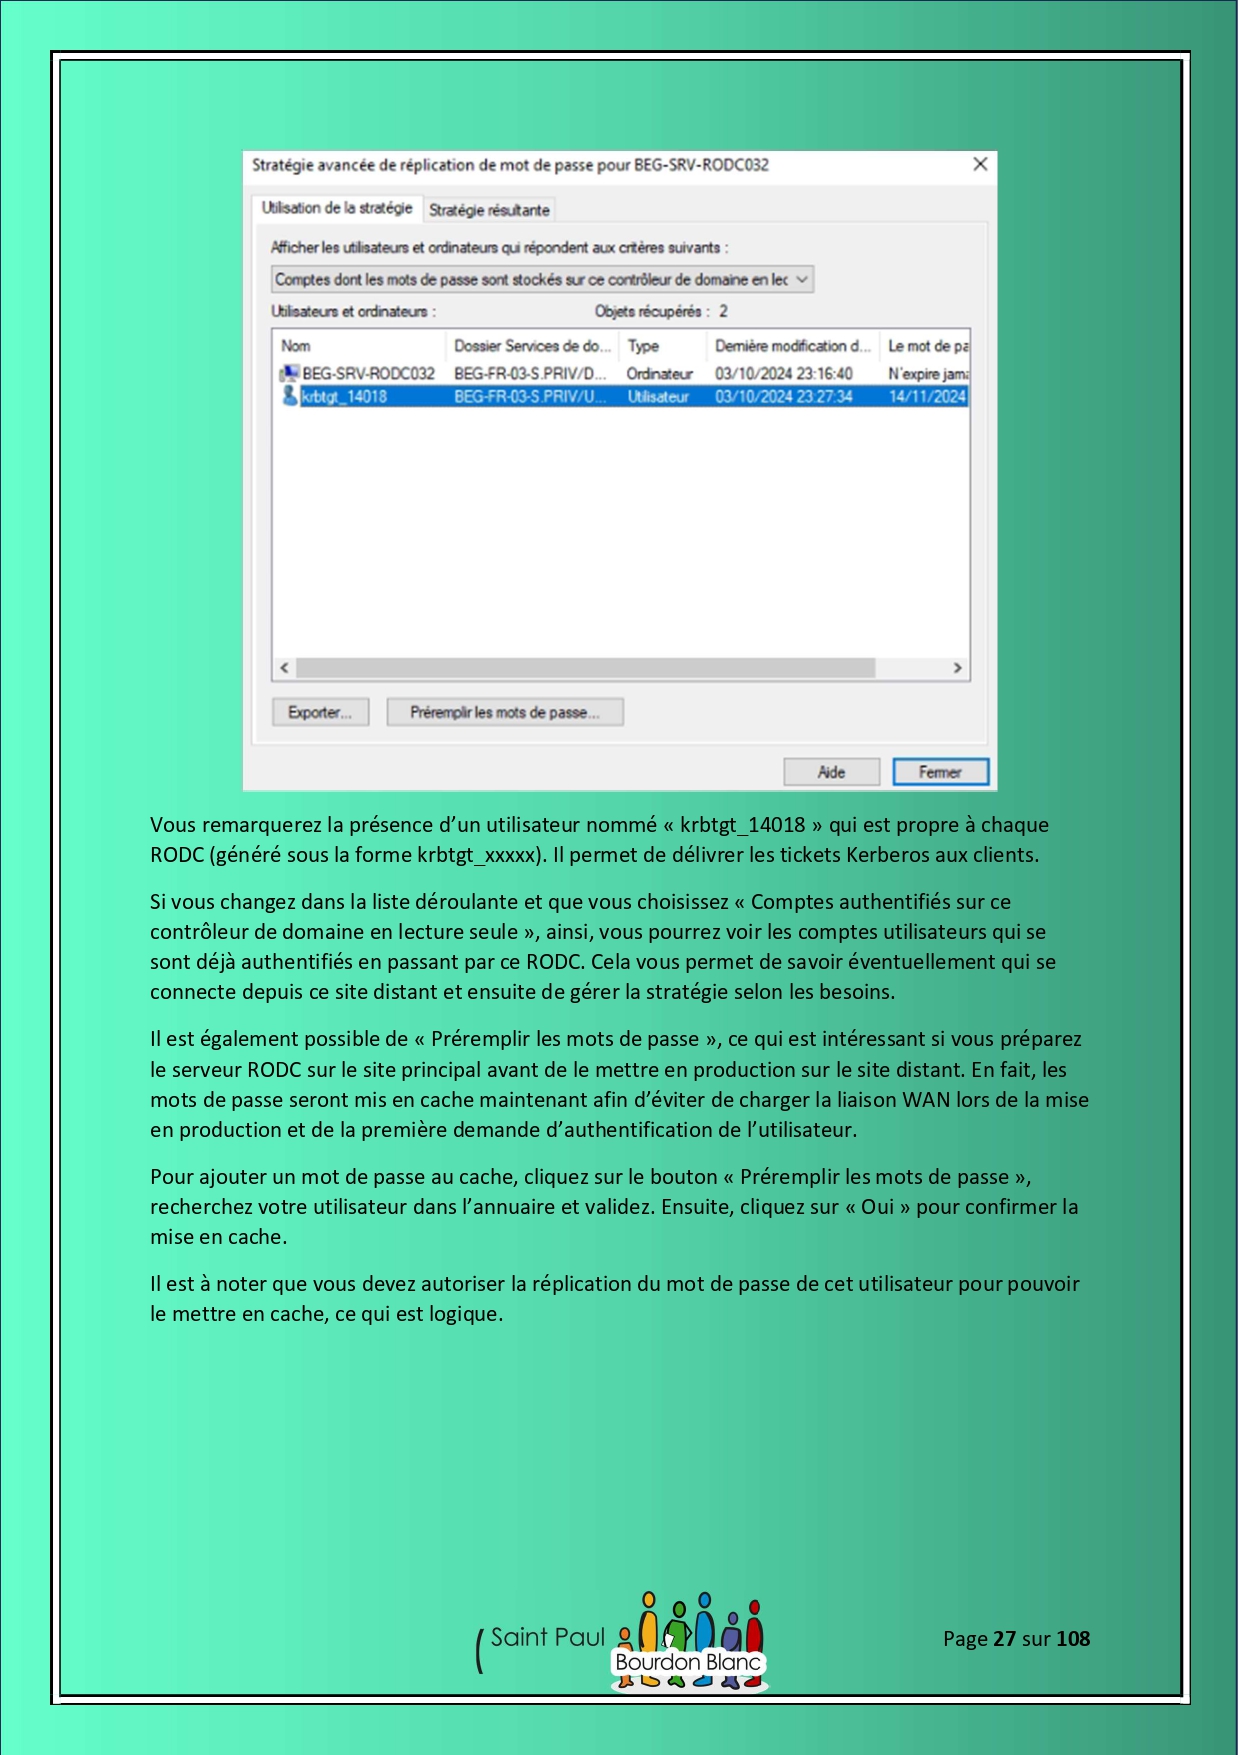 Stratégie avancée de réplication de mot de passe pour BEG-SRV-RODC032
Utilisation de la stratégie Stratégie résultante
Afficher les utilisateurs et ordinateurs qui répondent aux critères suivants :
Comptes dont les mots de passe sont stockés sur ce contrôleur de domaine en lec
Utilisateurs et ordinateurs : Objets récupérés : 2
Nom Dossier Services de do... Type Dernière modification d... Le mot de pa
BEG-SRV-RODC032 BEG-FR-03-S.PRIV/D... Ordinateur 03/10/2024 23:16:40 N'expire jama
krbtgt_14018 BEG-FR-03-S.PRIV/U... Utilisateur 03/10/2024 23:27:34 14/11/2024
Exporter... Préremplir les mots de passe...
Aide Fermer
Vous remarquerez la présence d’un utilisateur nommé « krbtgt_14018 » qui est propre à chaque
RODC (généré sous la forme krbtgt_xxxxx). Il permet de délivrer les tickets Kerberos aux clients.
Si vous changez dans la liste déroulante et que vous choisissez « Comptes authentifiés sur ce
contrôleur de domaine en lecture seule », ainsi, vous pourrez voir les comptes utilisateurs qui se
sont déjà authentifiés en passant par ce RODC. Cela vous permet de savoir éventuellement qui se
connecte depuis ce site distant et ensuite de gérer la stratégie selon les besoins.
Il est également possible de « Préremplir les mots de passe », ce qui est intéressant si vous préparez
le serveur RODC sur le site principal avant de le mettre en production sur le site distant. En fait, les
mots de passe seront mis en cache maintenant afin d’éviter de charger la liaison WAN lors de la mise
en production et de la première demande d’authentification de l’utilisateur.
Pour ajouter un mot de passe au cache, cliquez sur le bouton « Préremplir les mots de passe »,
recherchez votre utilisateur dans l’annuaire et validez. Ensuite, cliquez sur « Oui » pour confirmer la
mise en cache.
Il est à noter que vous devez autoriser la réplication du mot de passe de cet utilisateur pour pouvoir
le mettre en cache, ce qui est logique.
Saint Paul
Bourdon Blanc
Page 27 sur 108